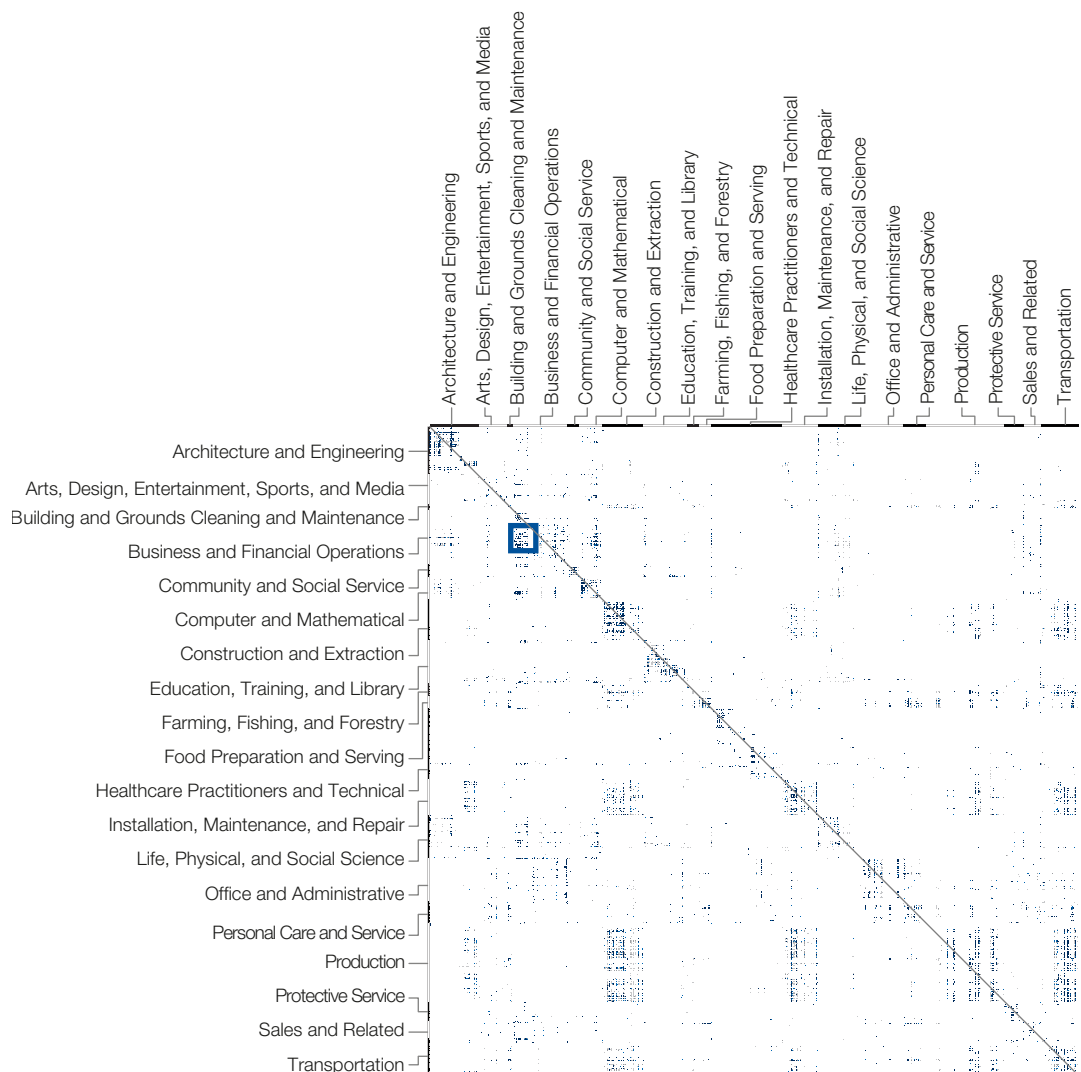 Architecture and Engineering
Arts, Design, Entertainment, Sports, and Media
Building and Grounds Cleaning and Maintenance
Business and Financial Operations
Community and Social Service
Computer and Mathematical
Construction and Extraction
Education, Training, and Library
Farming, Fishing, and Forestry
Food Preparation and Serving
Healthcare Practitioners and Technical
Installation, Maintenance, and Repair
Life, Physical, and Social Science
Office and Administrative
Personal Care and Service
Production
Protective Service
Sales and Related
Transportation
Architecture and Engineering
Arts, Design, Entertainment, Sports, and Media
Building and Grounds Cleaning and Maintenance
Business and Financial Operations
Community and Social Service
Computer and Mathematical
Construction and Extraction
Education, Training, and Library
Farming, Fishing, and Forestry
Food Preparation and Serving
Healthcare Practitioners and Technical
Installation, Maintenance, and Repair
Life, Physical, and Social Science
Office and Administrative
Personal Care and Service
Production
Protective Service
Sales and Related
Transportation